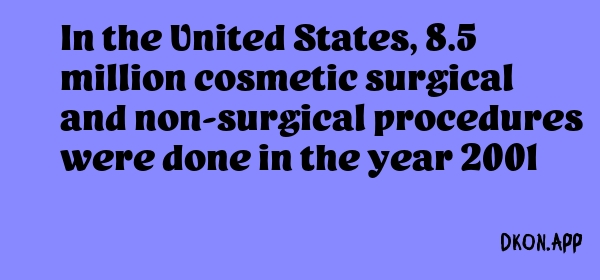 In the United States, 8.5
million cosmetic surgical
and non-surgical procedures
were done in the year 2001
DKON.APP